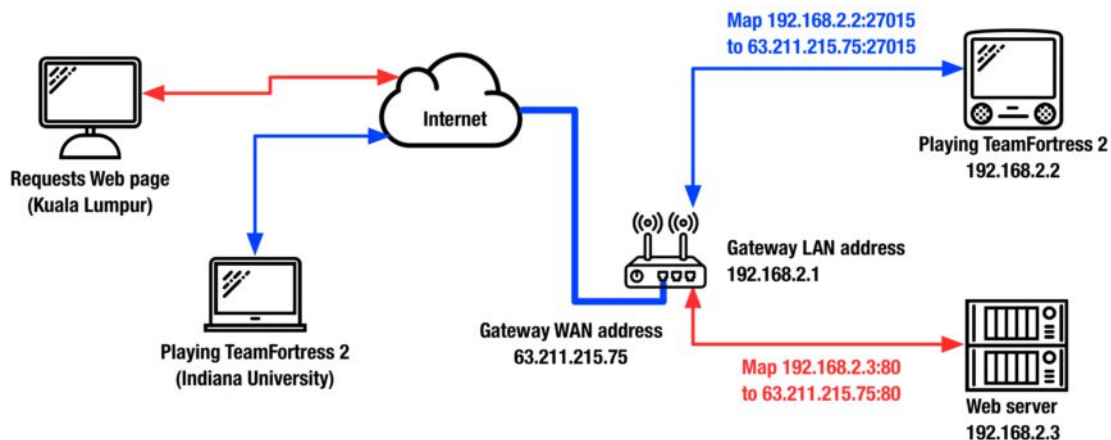 Map 192.168.2.2:27015
to 63.211.215.75:27015
Internet
Playing TeamFortress 2
192.168.2.2
Requests Web page
(Kuala Lumpur)
Gateway LAN address
192.168.2.1
Gateway WAN address
63.211.215.75
Playing TeamFortress 2
(Indiana University)
Map 192.168.2.3:80
to 63.211.215.75:80
Web server
192.168.2.3